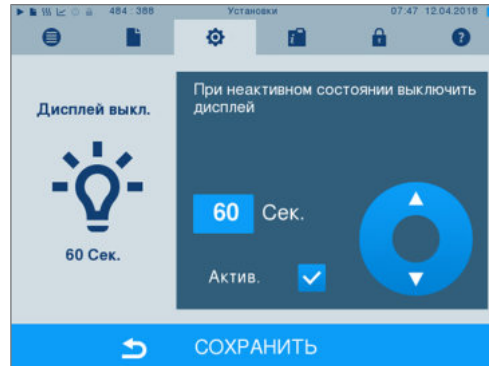 484 : 388 Установки 07:47 12.04.2018
Дисплей выкл.
60 Сек.
При неактивном состоянии выключить
дисплей
60 Сек.
Актив.
СОХРАНИТЬ